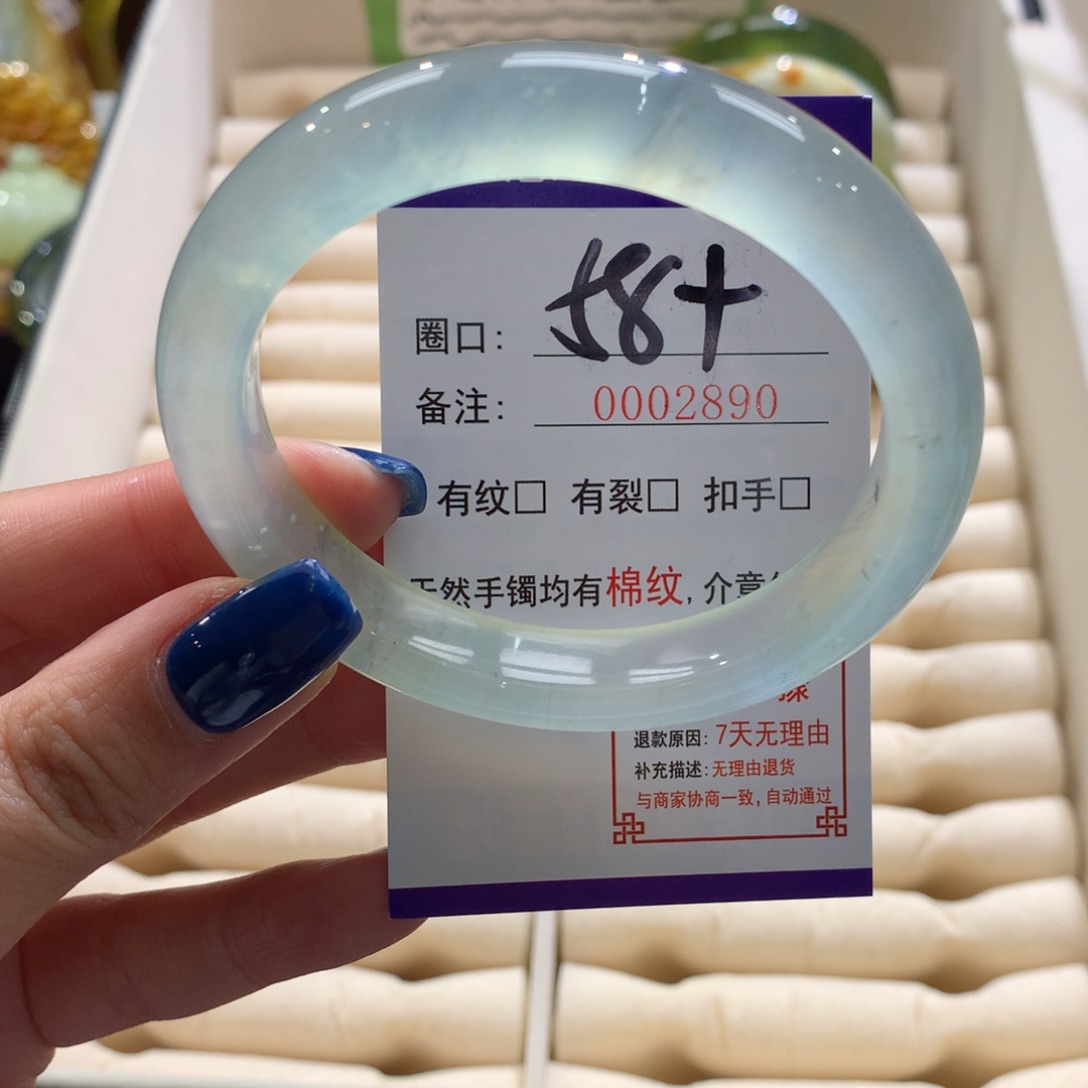 圈口： 58+
备注： 0002890
有纹□ 有裂□ 扣手□
然手镯均有棉纹，介意
退款原因：7天无理由
补充描述：无理由退货
与商家协商一致，自动通过